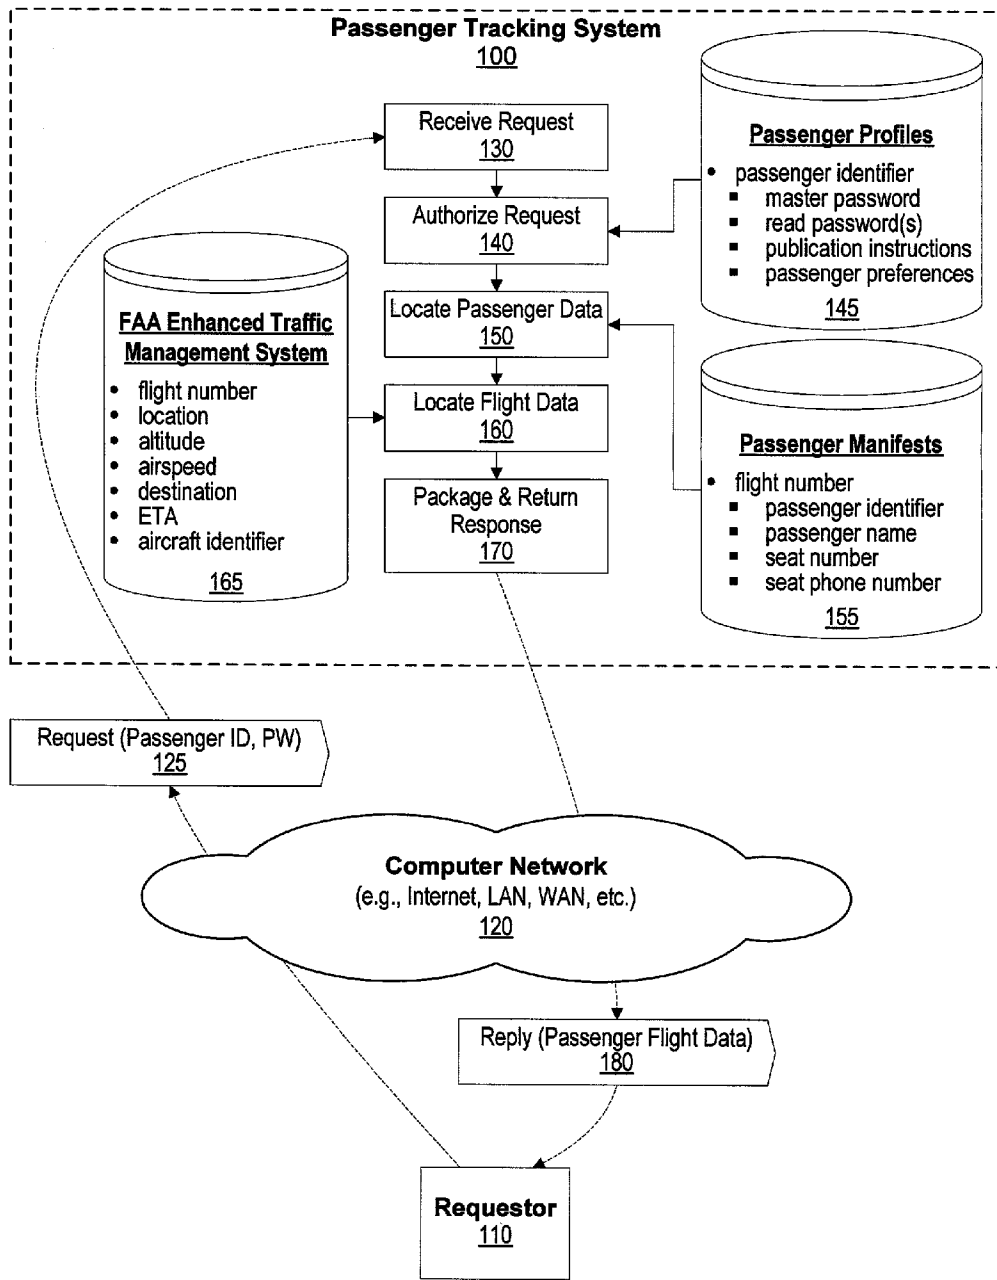 Passenger Tracking System
100
Receive Request
130
Authorize Request
140
Locate Passenger Data
150
Locate Flight Data
160
Package & Return
Response
170
Passenger Profiles
• passenger identifier
▪ master password
▪ read password(s)
▪ publication instructions
▪ passenger preferences
145
FAA Enhanced Traffic
Management System
• flight number
• location
• altitude
• airspeed
• destination
• ETA
• aircraft identifier
165
Passenger Manifests
• flight number
▪ passenger identifier
▪ passenger name
▪ seat number
▪ seat phone number
155
Request (Passenger ID, PW)
125
Computer Network
(e.g., Internet, LAN, WAN, etc.)
120
Reply (Passenger Flight Data)
180
Requestor
110